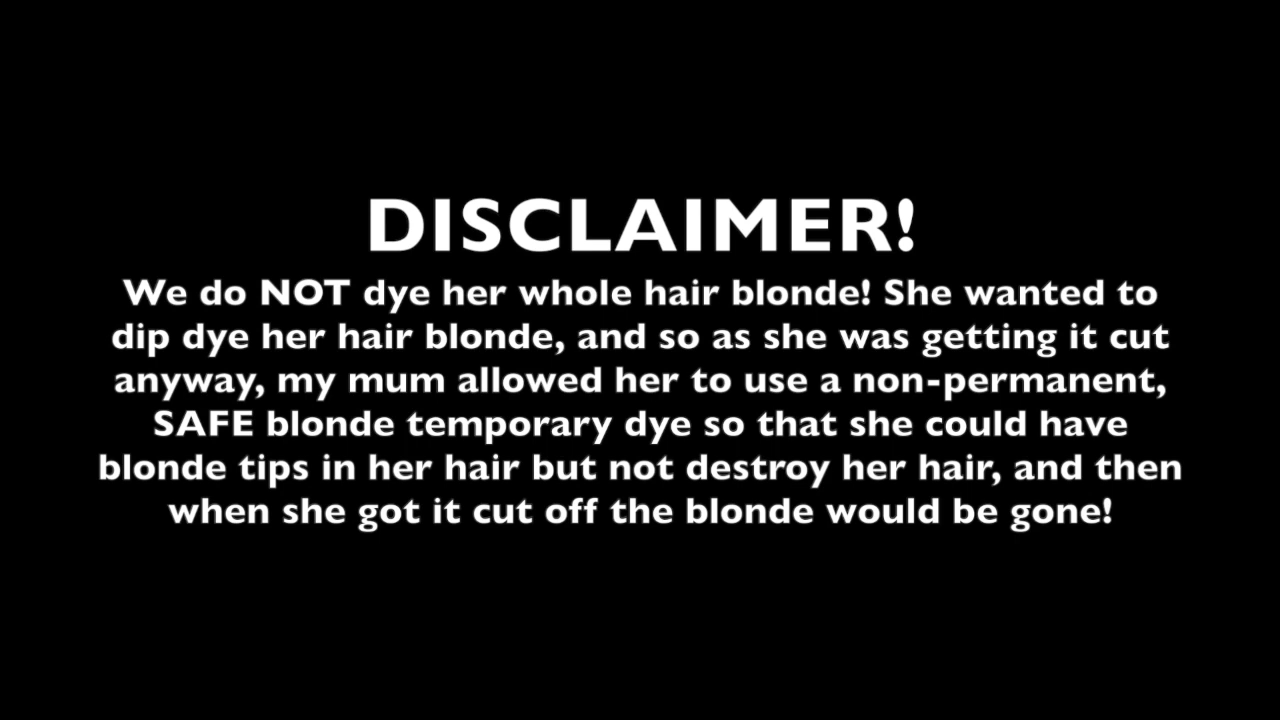 DISCLAIMER!
We do NOT dye her whole hair blonde! She wanted to
dip dye her hair blonde, and so as she was getting it cut
anyway, my mum allowed her to use a non-permanent,
SAFE blonde temporary dye so that she could have
blonde tips in her hair but not destroy her hair, and then
when she got it cut off the blonde would be gone!